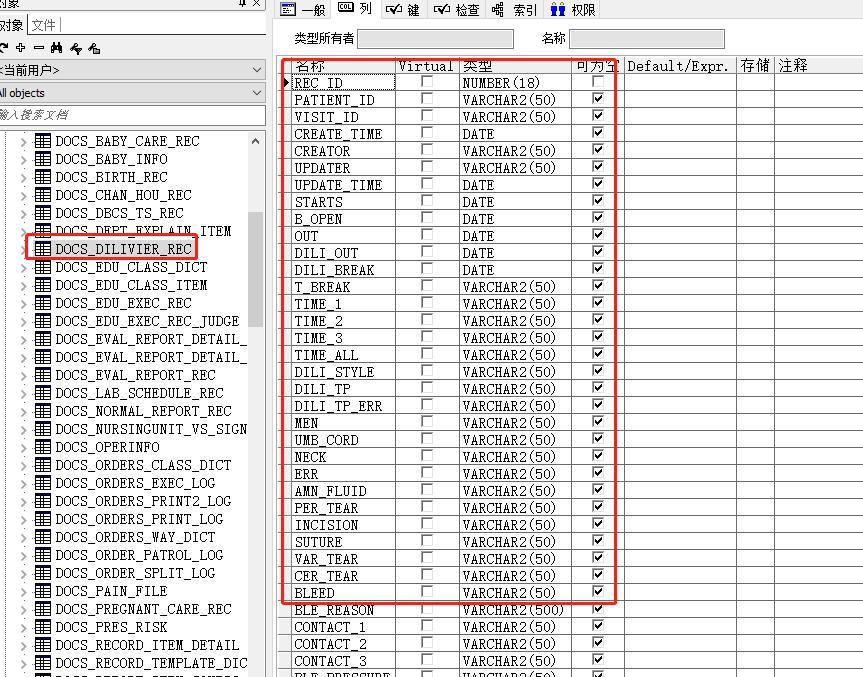 对象
对象 文件
<当前用户>
All objects
输入搜索文档
DOCS_BABY_CARE_REC
DOCS_BABY_INFO
DOCS_BIRTH_REC
DOCS_CHAN_HOU_REC
DOCS_DBCS_TS_REC
DOCS_DEPT_EXPLAIN_ITEM
DOCS_DILIVIER_REC
DOCS_EDU_CLASS_DICT
DOCS_EDU_CLASS_ITEM
DOCS_EDU_EXEC_REC
DOCS_EDU_EXEC_REC_JUDGE
DOCS_EVAL_REPORT_DETAIL_
DOCS_EVAL_REPORT_DETAIL_
DOCS_EVAL_REPORT_REC
DOCS_LAB_SCHEDULE_REC
DOCS_NORMAL_REPORT_REC
DOCS_NURSINGUNIT_VS_SIGN
DOCS_OPERINFO
DOCS_ORDERS_CLASS_DICT
DOCS_ORDERS_EXEC_LOG
DOCS_ORDERS_PRINT2_LOG
DOCS_ORDERS_PRINT_LOG
DOCS_ORDERS_WAY_DICT
DOCS_ORDER_PATROL_LOG
DOCS_ORDER_SPLIT_LOG
DOCS_PAIN_FILE
DOCS_PREGNANT_CARE_REC
DOCS_PRES_RISK
DOCS_RECORD_ITEM_DETAIL
DOCS_RECORD_TEMPLATE_DIC
一般 COL 列 键 检查 索引 权限
类型所有者 名称
名称 Virtual 类型 可为空 Default/Expr. 存储 注释
REC_ID NUMBER(18)
PATIENT_ID VARCHAR2(50)
VISIT_ID VARCHAR2(50)
CREATE_TIME DATE
CREATOR VARCHAR2(50)
UPDATER VARCHAR2(50)
UPDATE_TIME DATE
STARTS DATE
B_OPEN DATE
OUT DATE
DILI_OUT DATE
DILI_BREAK DATE
T_BREAK VARCHAR2(50)
TIME_1 VARCHAR2(50)
TIME_2 VARCHAR2(50)
TIME_3 VARCHAR2(50)
TIME_ALL VARCHAR2(50)
DILI_STYLE VARCHAR2(50)
DILI_TP VARCHAR2(50)
DILI_TP_ERR VARCHAR2(50)
MEN VARCHAR2(50)
UMB_CORD VARCHAR2(50)
NECK VARCHAR2(50)
ERR VARCHAR2(50)
AMN_FLUID VARCHAR2(50)
PER_TEAR VARCHAR2(50)
INCISION VARCHAR2(50)
SUTURE VARCHAR2(50)
VAR_TEAR VARCHAR2(50)
CER_TEAR VARCHAR2(50)
BLEED VARCHAR2(50)
BLE_REASON VARCHAR2(500)
CONTACT_1 VARCHAR2(50)
CONTACT_2 VARCHAR2(50)
CONTACT_3 VARCHAR2(50)
BLE_PRESSURE VARCHAR2(50)